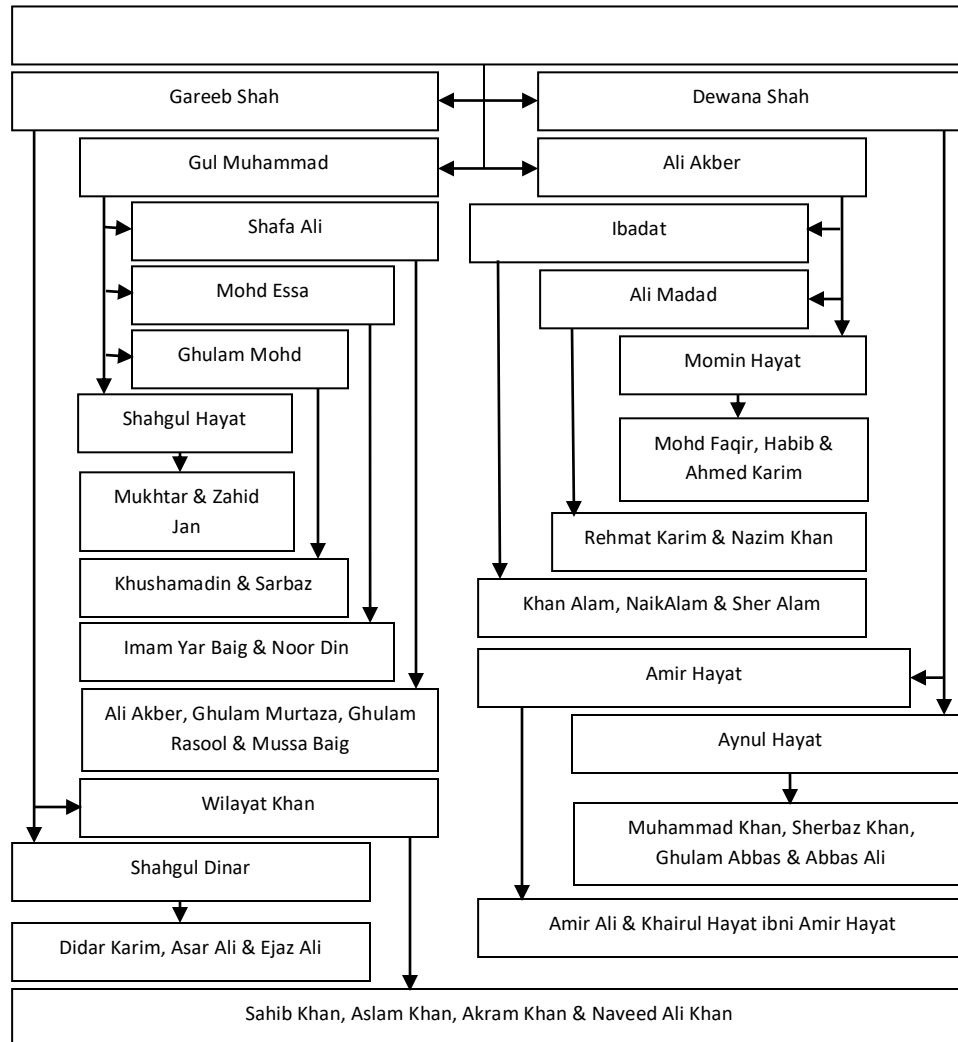 Gareeb Shah
Dewana Shah
Gul Muhammad
Ali Akber
Shafa Ali
Ibadat
Mohd Essa
Ali Madad
Ghulam Mohd
Momin Hayat
Shahgul Hayat
Mohd Faqir, Habib &
Ahmed Karim
Mukhtar & Zahid
Jan
Rehmat Karim & Nazim Khan
Khushamadin & Sarbaz
Khan Alam, NaikAlam & Sher Alam
Imam Yar Baig & Noor Din
Amir Hayat
Ali Akber, Ghulam Murtaza, Ghulam
Rasool & Mussa Baig
Aynul Hayat
Wilayat Khan
Muhammad Khan, Sherbaz Khan,
Ghulam Abbas & Abbas Ali
Shahgul Dinar
Amir Ali & Khairul Hayat ibni Amir Hayat
Didar Karim, Asar Ali & Ejaz Ali
Sahib Khan, Aslam Khan, Akram Khan & Naveed Ali Khan